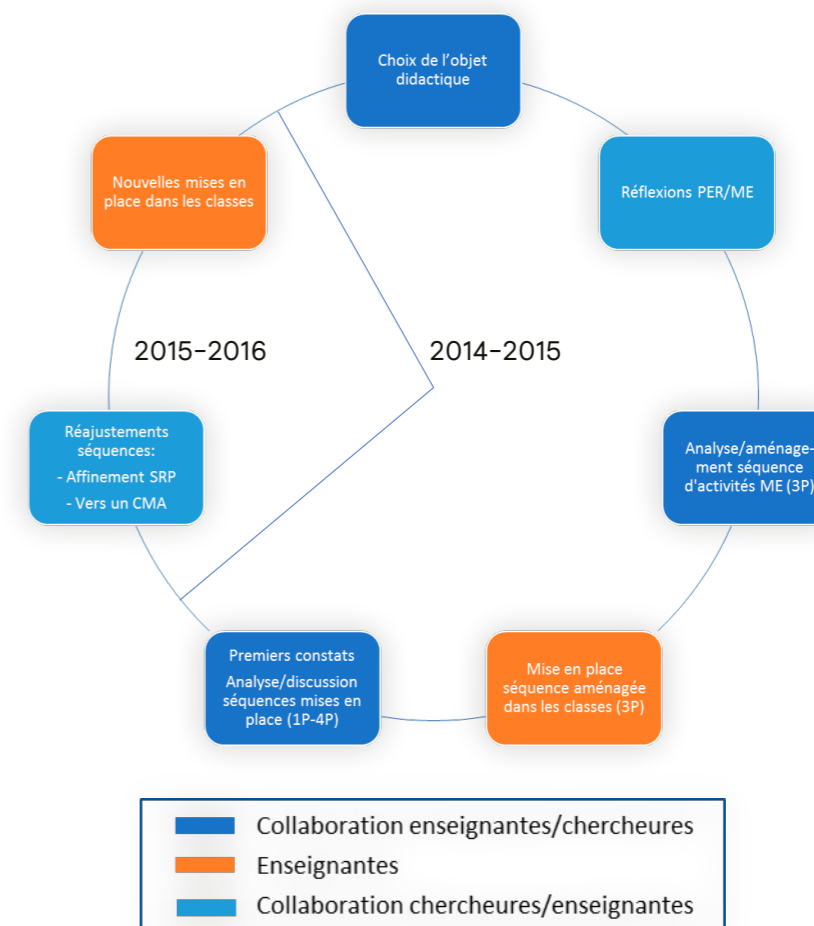 Choix de l'objet
didactique
Réflexions PER/ME
Analyse/aménage-
ment séquence
d'activités ME (3P)
Mise en place
séquence aménagée
dans les classes (3P)
Premiers constats
Analyse/discussion
séquences mises en
place (1P-4P)
Réajustements
séquences:
- Affinement SRP
- Vers un CMA
Nouvelles mises en
place dans les classes
2015-2016
2014-2015
Collaboration enseignantes/chercheures
Enseignantes
Collaboration chercheures/enseignantes